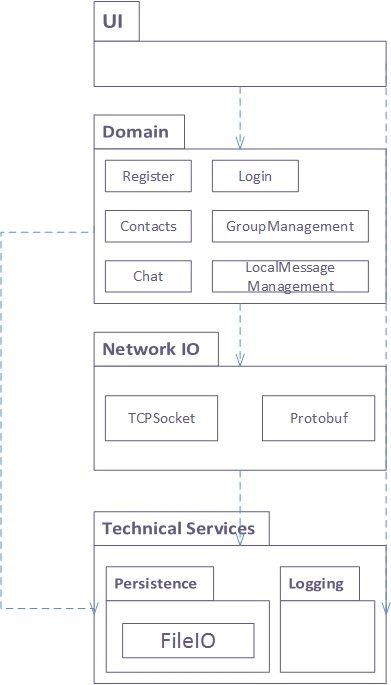 UI
Domain
Register
Login
Contacts
GroupManagement
Chat
LocalMessage
Management
Network IO
TCPSocket
Protobuf
Technical Services
Persistence
Logging
FileIO